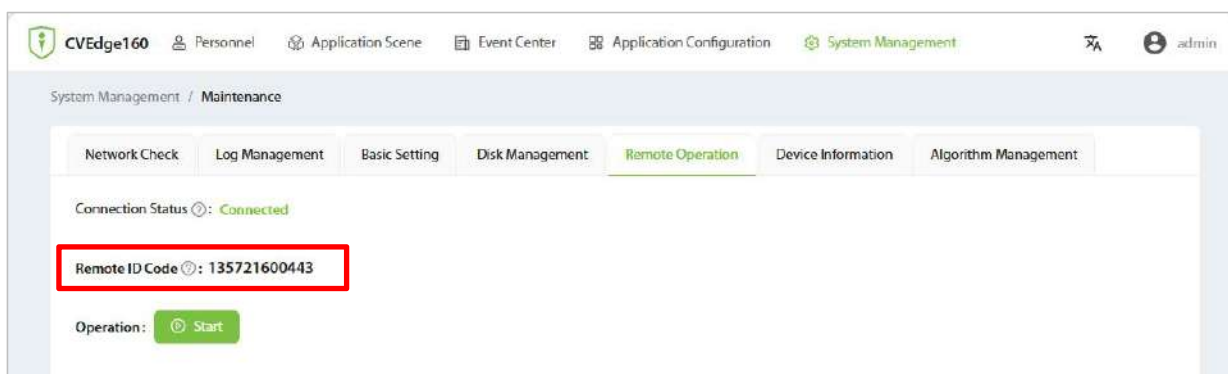 CVEdge160 Personnel Application Scene Event Center Application Configuration System Management admin
System Management / Maintenance
Network Check Log Management Basic Setting Disk Management Remote Operation Device Information Algorithm Management
Connection Status ?: Connected
Remote ID Code ?: 135721600443
Operation: Start